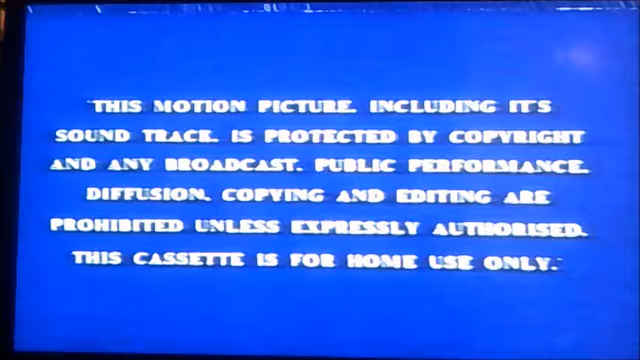 THIS MOTION PICTURE, INCLUDING IT'S
SOUND TRACK, IS PROTECTED BY COPYRIGHT
AND ANY BROADCAST, PUBLIC PERFORMANCE,
DIFFUSION, COPYING AND EDITING ARE
PROHIBITED UNLESS EXPRESSLY AUTHORISED.
THIS CASSETTE IS FOR HOME USE ONLY.